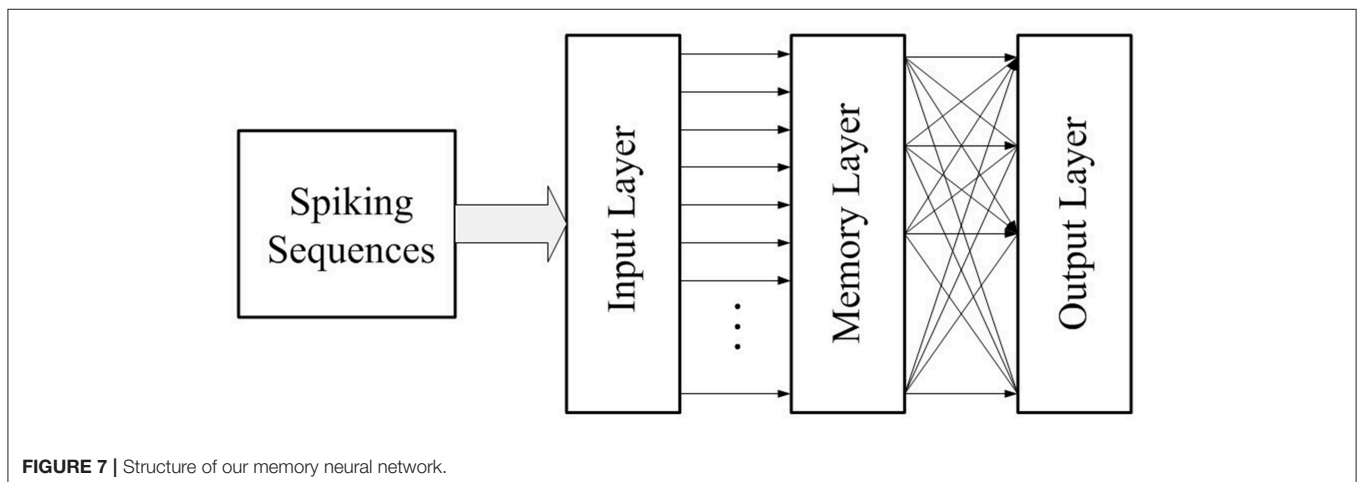 Spiking
Sequences
Input Layer
Memory Layer
Output Layer
FIGURE 7 | Structure of our memory neural network.